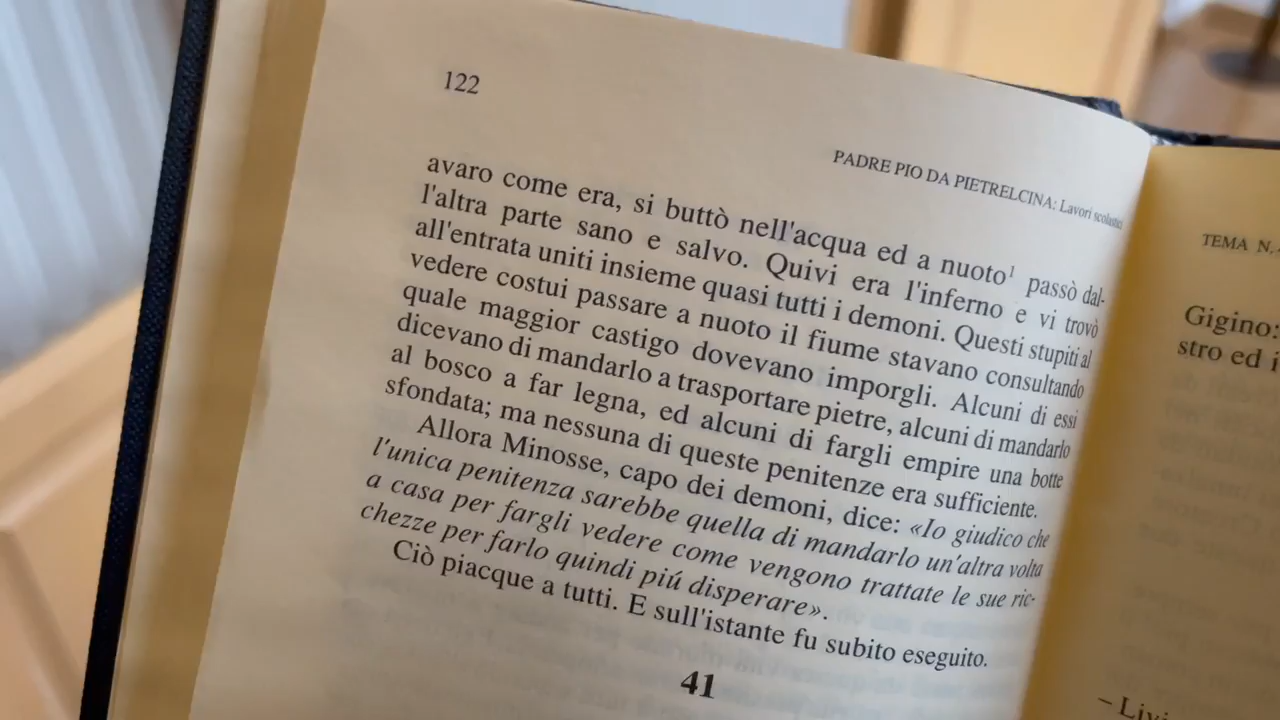 122
PADRE PIO DA PIETRELCINA: Lavori scolastici
avaro come era, si buttò nell'acqua ed a nuoto¹ passò dal-
l'altra parte sano e salvo. Quivi era l'inferno e vi trovò
all'entrata uniti insieme quasi tutti i demoni. Questi stupiti al
vedere costui passare a nuoto il fiume stavano consultando
quale maggior castigo dovevano imporgli. Alcuni di essi
dicevano di mandarlo a trasportare pietre, alcuni di mandarlo
al bosco a far legna, ed alcuni di fargli empire una botte
sfondata; ma nessuna di queste penitenze era sufficiente.
Allora Minosse, capo dei demoni, dice: «Io giudico che
l'unica penitenza sarebbe quella di mandarlo un'altra volta
a casa per fargli vedere come vengono trattate le sue ric-
chezze per farlo quindi piú disperare».
Ciò piacque a tutti. E sull'istante fu subito eseguito.
41
TEMA N.
Gigino:
stro ed i